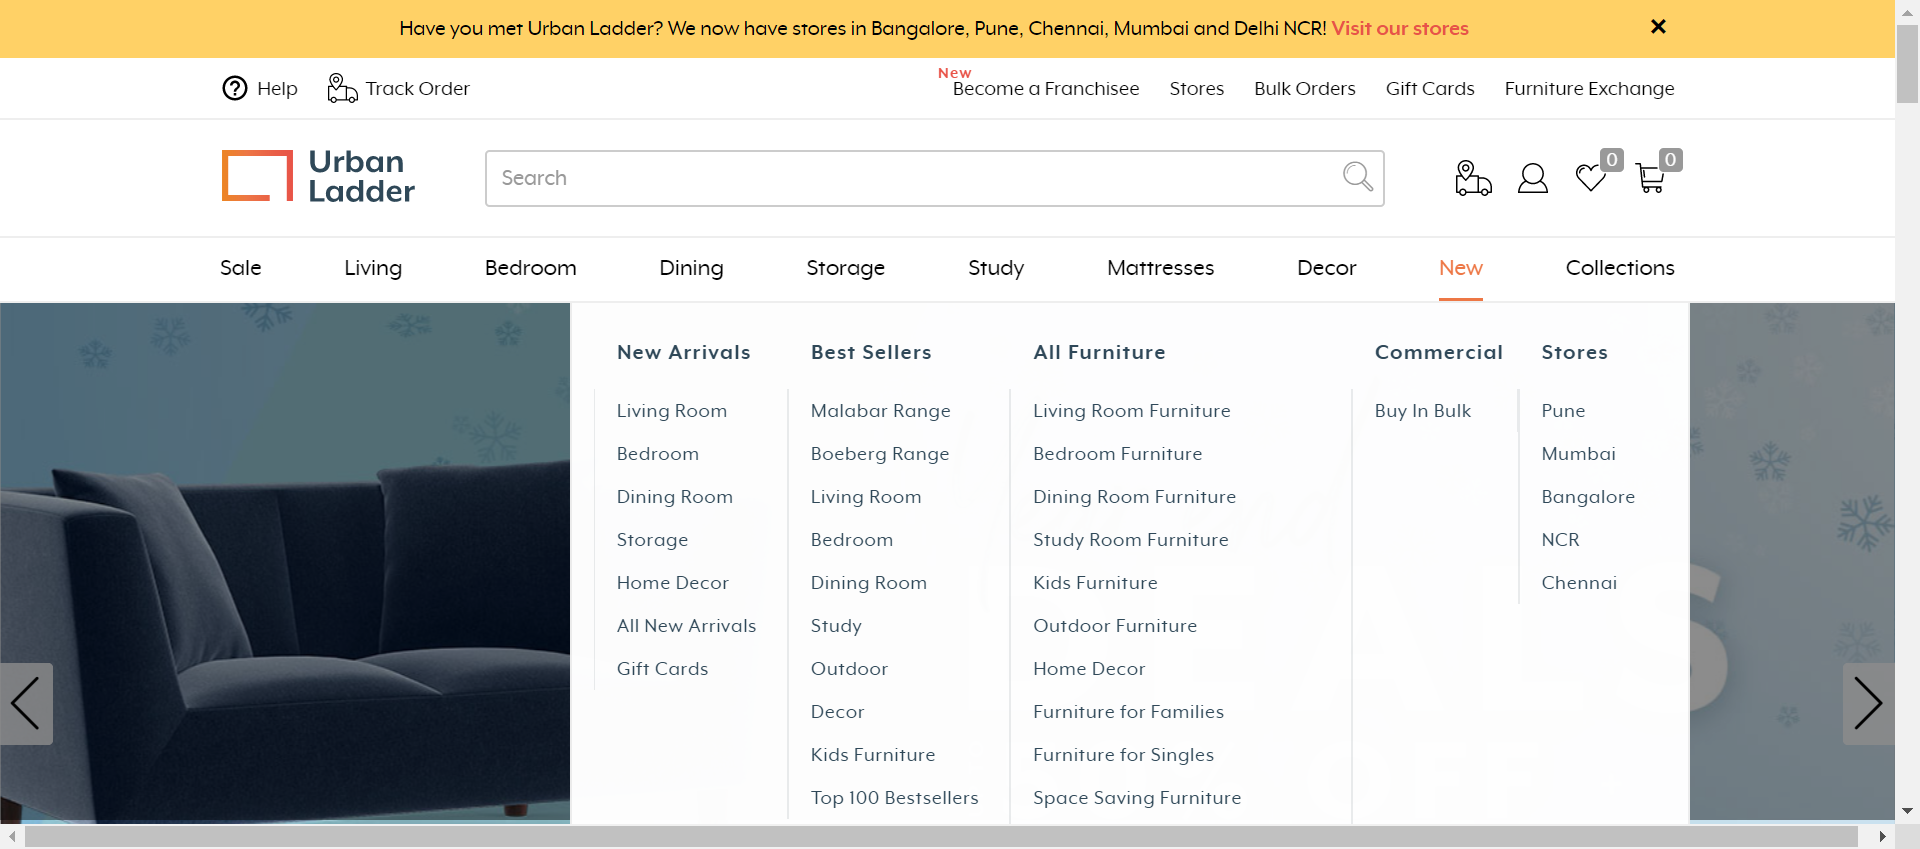 Have you met Urban Ladder? We now have stores in Bangalore, Pune, Chennai, Mumbai and Delhi NCR! Visit our stores
Help
Track Order
New
Become a Franchisee
Stores
Bulk Orders
Gift Cards
Furniture Exchange
Urban
Ladder
Search
0
0
Sale
Living
Bedroom
Dining
Storage
Study
Mattresses
Decor
New
Collections
New Arrivals
Living Room
Bedroom
Dining Room
Storage
Home Decor
All New Arrivals
Gift Cards
Best Sellers
Malabar Range
Boeberg Range
Living Room
Bedroom
Dining Room
Study
Outdoor
Decor
Kids Furniture
Top 100 Bestsellers
All Furniture
Living Room Furniture
Bedroom Furniture
Dining Room Furniture
Study Room Furniture
Kids Furniture
Outdoor Furniture
Home Decor
Furniture for Families
Furniture for Singles
Space Saving Furniture
Commercial
Buy In Bulk
Stores
Pune
Mumbai
Bangalore
NCR
Chennai